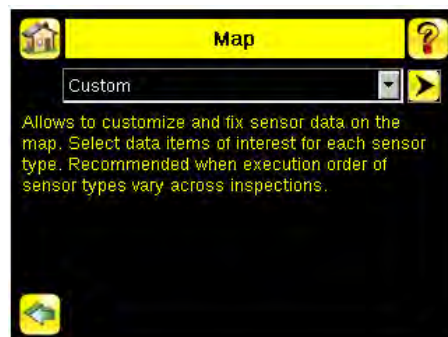 Map
?
Custom
Allows to customize and fix sensor data on the
map. Select data items of interest for each sensor
type. Recommended when execution order of
sensor types vary across inspections.